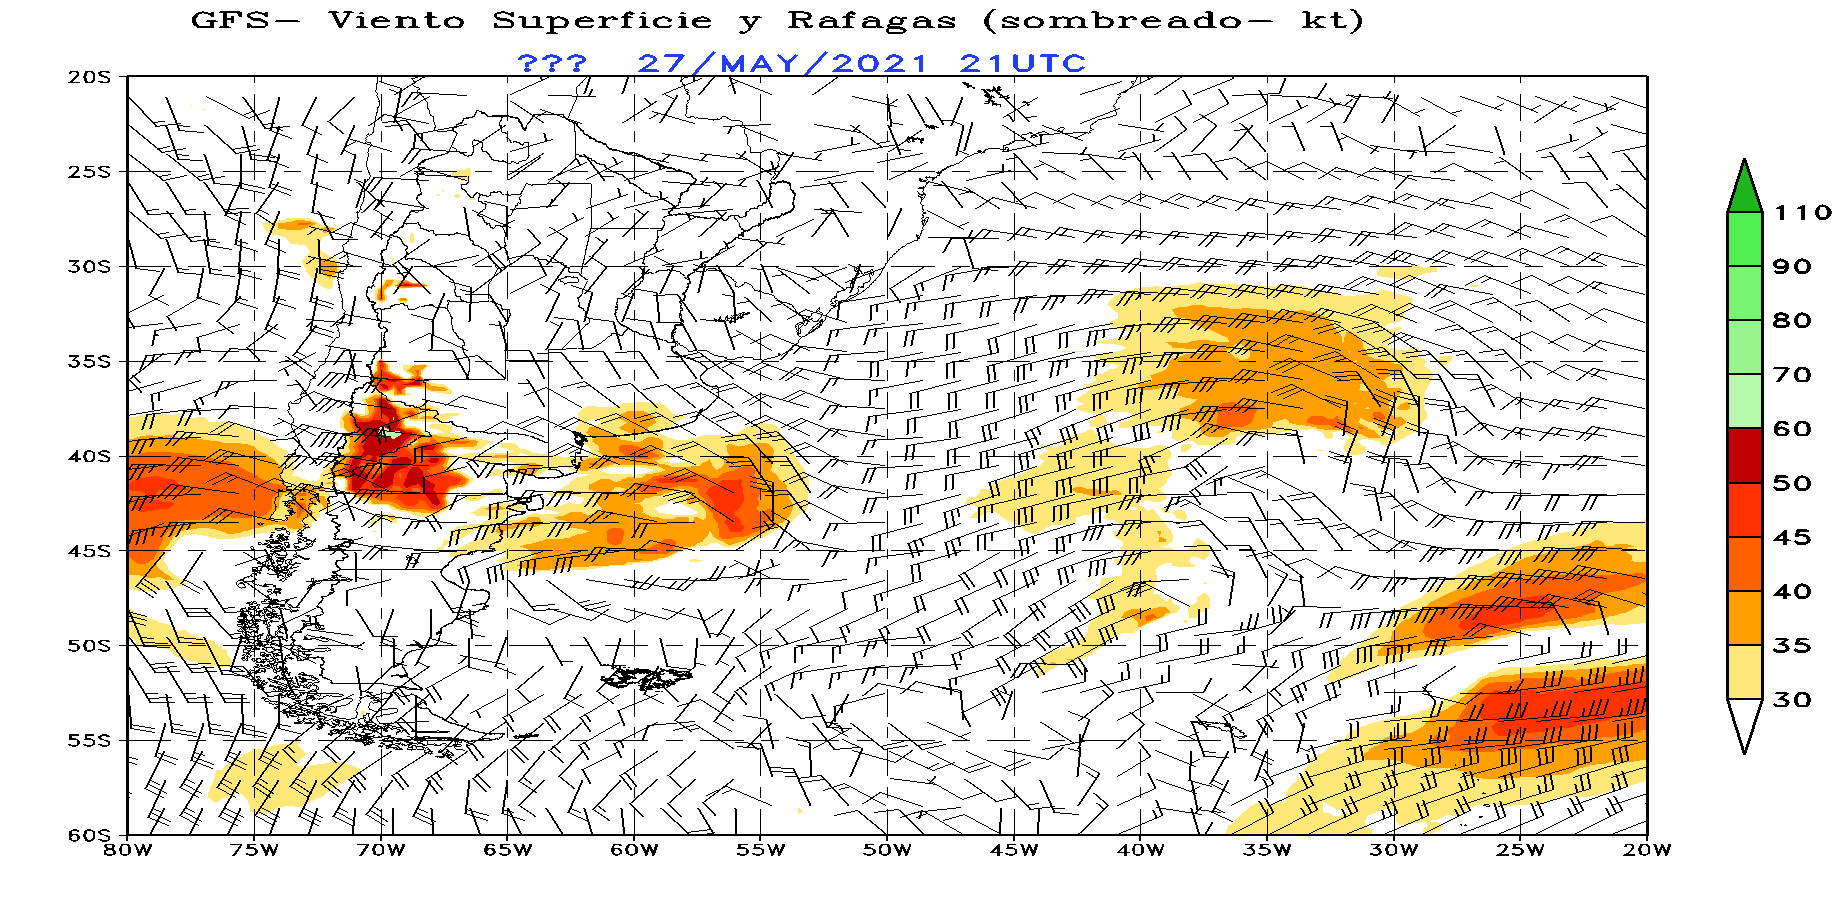 GFS- Viento Superficie y Rafagas (sombreado- kt)
??? 27/MAY/2021 21UTC
20S
25S
30S
35S
40S
45S
50S
55S
60S
80W 75W 70W 65W 60W 55W 50W 45W 40W 35W 30W 25W 20W
110
90
80
70
60
50
45
40
35
30